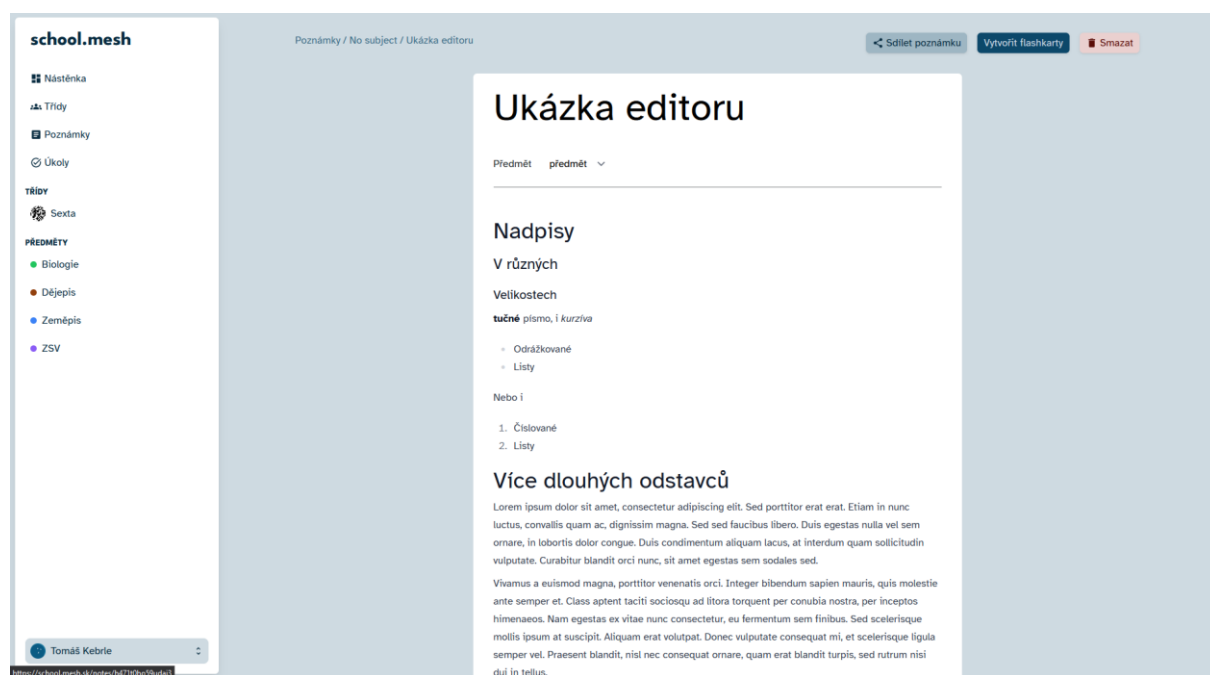 school.mesh
Nástěnka
Třídy
Poznámky
Úkoly
TŘÍDY
Sexta
PŘEDMĚTY
Biologie
Dějepis
Zeměpis
ZSV
Tomáš Kebrle
Poznámky / No subject / Ukázka editoru
Sdílet poznámku
Vytvořit flashkarty
Smazat
Ukázka editoru
Předmět předmět
Nadpisy
V různých
Velikostech
tučné písmo, i kurzíva
Odrážkované
Listy
Nebo i
1. Číslované
2. Listy
Více dlouhých odstavců
Lorem ipsum dolor sit amet, consectetur adipiscing elit. Sed porttitor erat erat. Etiam in nunc
luctus, convallis quam ac, dignissim magna. Sed sed faucibus libero. Duis egestas nulla vel sem
ornare, in lobortis dolor congue. Duis condimentum aliquam lacus, at interdum quam sollicitudin
vulputate. Curabitur blandit orci nunc, sit amet egestas sem sodales sed.
Vivamus a euismod magna, porttitor venenatis orci. Integer bibendum sapien mauris, quis molestie
ante semper et. Class aptent taciti sociosqu ad litora torquent per conubia nostra, per inceptos
himenaeos. Nam egestas ex vitae nunc consectetur, eu fermentum sem finibus. Sed scelerisque
mollis ipsum at suscipit. Aliquam erat volutpat. Donec vulputate consequat mi, et scelerisque ligula
semper vel. Praesent blandit, nisl nec consequat ornare, quam erat blandit turpis, sed rutrum nisi
dui in tellus.